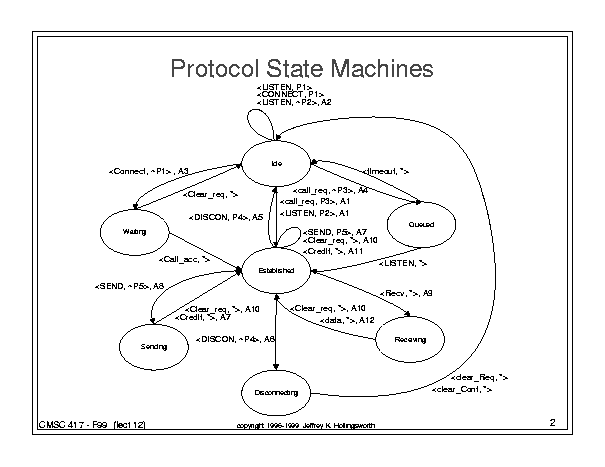 Protocol State Machines
<LISTEN, P1>
<CONNECT, P1>
<LISTEN, ~P2>, A2
Idle
<Connect, ~P1> , A3
<timeout, *>
<Clear_req, *>
<call_req, ~P3>, A4
<call_req, P3>, A1
<LISTEN, P2>, A1
<DISCON, P4>, A5
Waiting
Queued
<SEND, P5>, A7
<Clear_req, *>, A10
<Credit, *>, A11
<Call_acc, *>
<LISTEN, *>
Established
<SEND, ~P5>, A6
<Recv, *>, A9
<Clear_req, *>, A10
<Credit, *>, A7
<Clear_req, *>, A10
<data, *>, A12
<DISCON, ~P4>, A6
Sending
Receiving
<clear_Req, *>
<clear_Conf, *>
Disconnecting
CMSC 417 - F99 (lect 12)
copyright 1996-1999 Jeffrey K. Hollingsworth
2